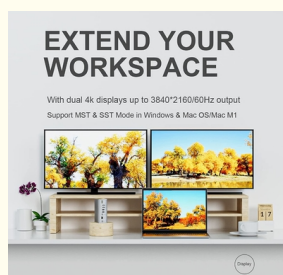 EXTEND YOUR
WORKSPACE
With dual 4k displays up to 3840*2160/60Hz output
Support MST & SST Mode in Windows & Mac OS/Mac M1
17
Display